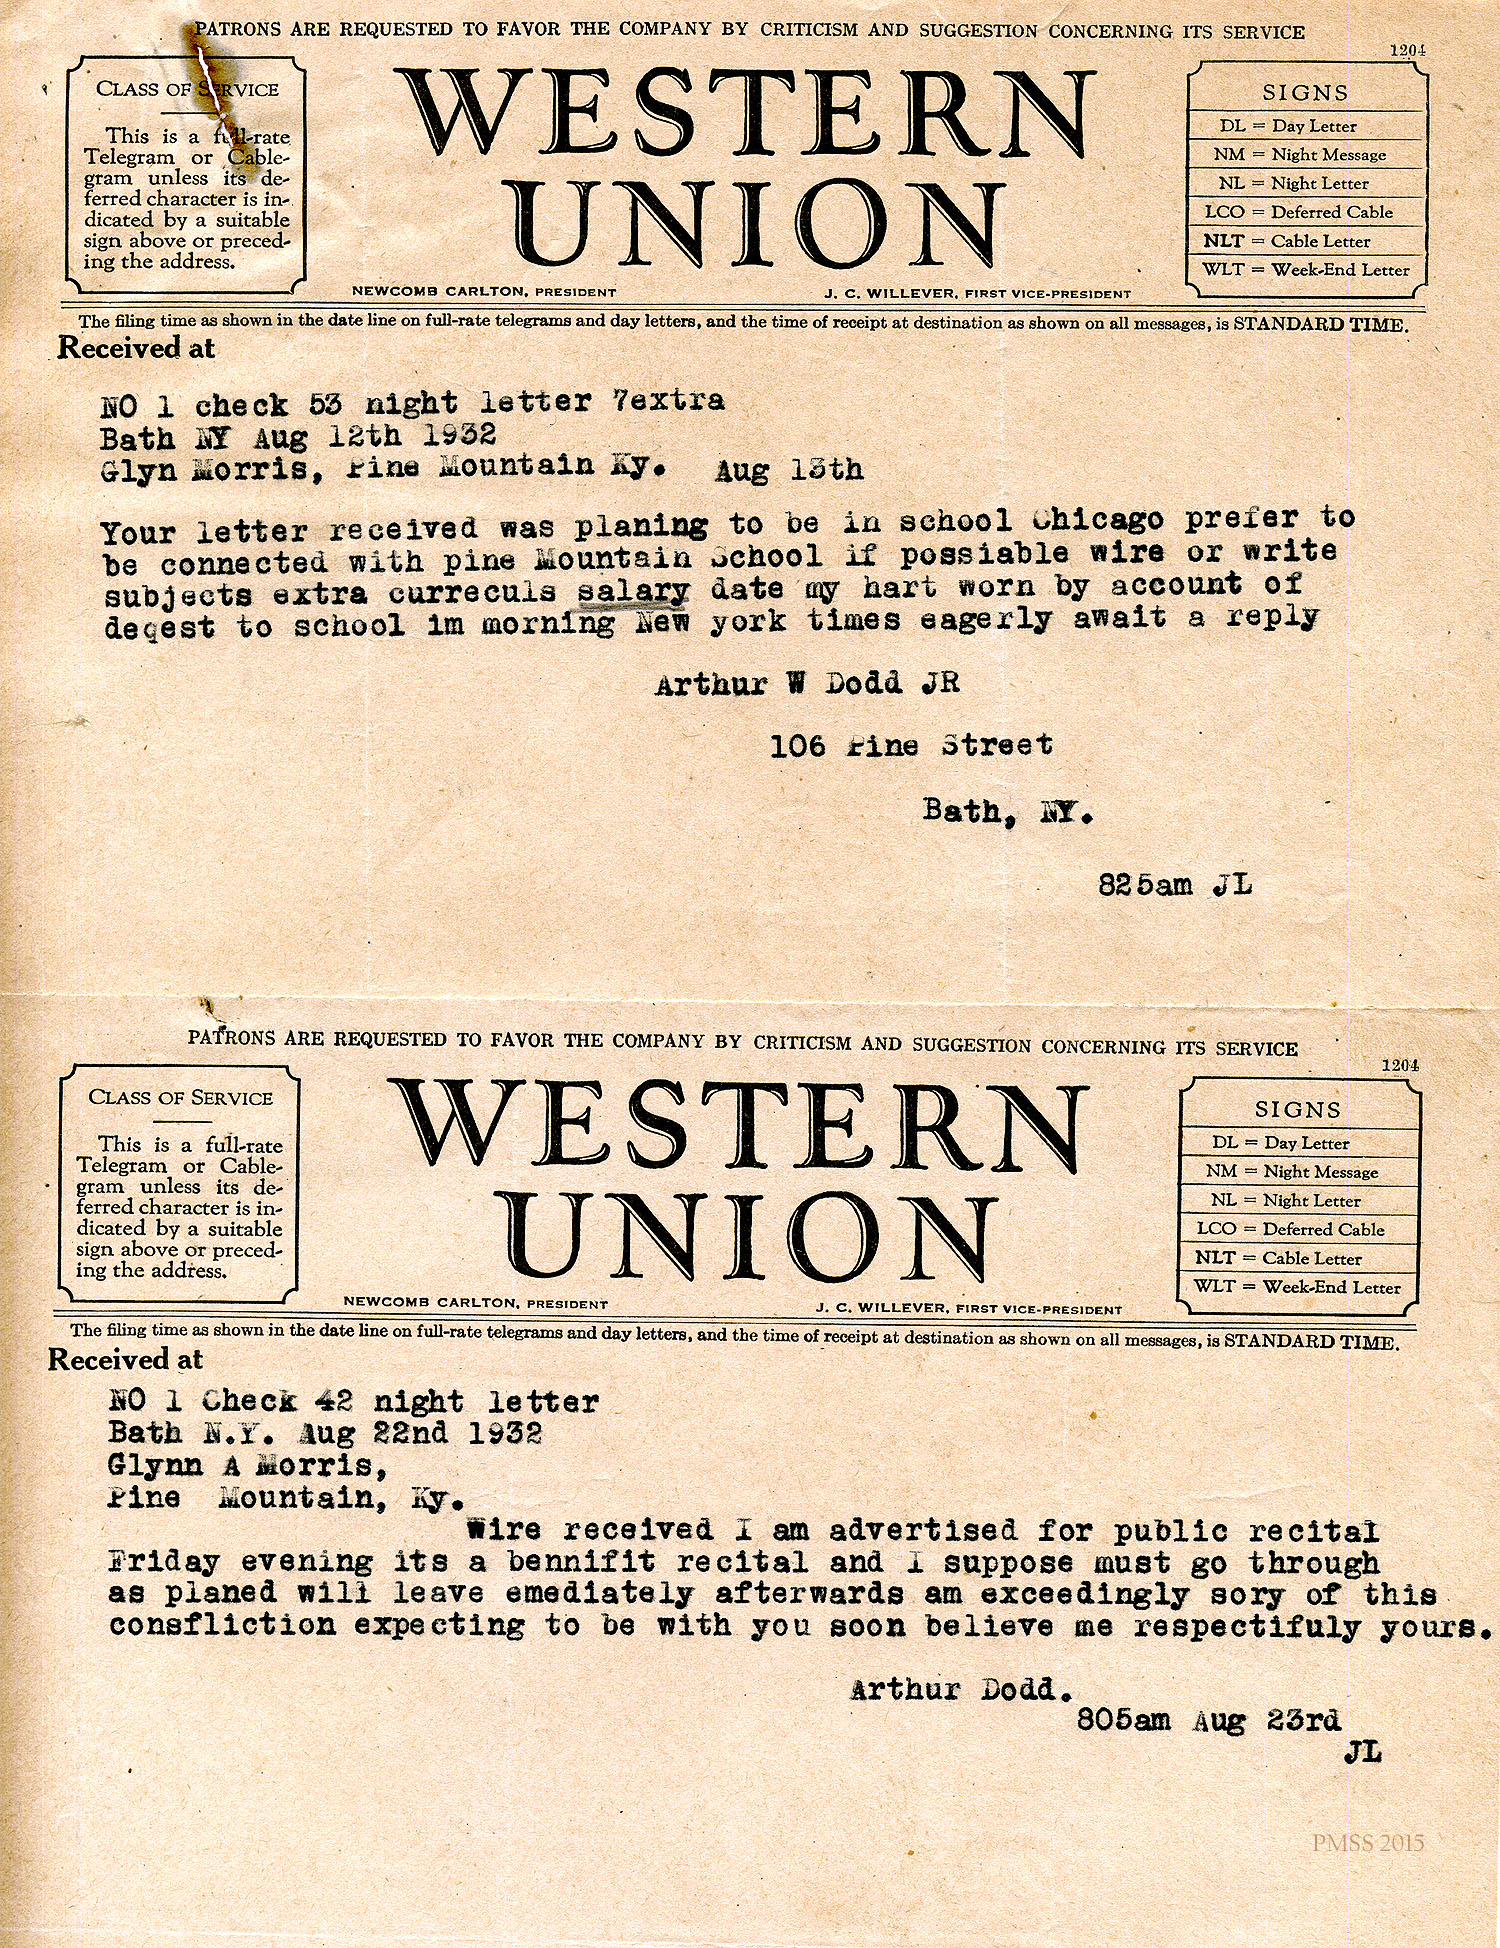 PATRONS ARE REQUESTED TO FAVOR THE COMPANY BY CRITICISM AND SUGGESTION CONCERNING ITS SERVICE
1204
CLASS OF SERVICE
This is a full-rate
Telegram or Cable-
gram unless its de-
ferred character is in-
dicated by a suitable
sign above or preced-
ing the address.
WESTERN
UNION
NEWCOMB CARLTON, PRESIDENT
J. C. WILLEVER, FIRST VICE-PRESIDENT
SIGNS
DL = Day Letter
NM = Night Message
NL = Night Letter
LCO = Deferred Cable
NLT = Cable Letter
WLT = Week-End Letter
The filing time as shown in the date line on full-rate telegrams and day letters, and the time of receipt at destination as shown on all messages, is STANDARD TIME.
Received at
NO 1 check 53 night letter 7extra
Bath NY Aug 12th 1932
Glyn Morris, Pine Mountain Ky. Aug 13th
Your letter received was planing to be in school Chicago prefer to
be connected with pine Mountain School if possiable wire or write
subjects extra curreculs salary date my hart worn by account of
deqest to school im morning New york times eagerly await a reply
Arthur W Dodd JR
106 Pine Street
Bath, NY.
825am JL
PATRONS ARE REQUESTED TO FAVOR THE COMPANY BY CRITICISM AND SUGGESTION CONCERNING ITS SERVICE
1204
CLASS OF SERVICE
This is a full-rate
Telegram or Cable-
gram unless its de-
ferred character is in-
dicated by a suitable
sign above or preced-
ing the address.
WESTERN
UNION
NEWCOMB CARLTON, PRESIDENT
J. C. WILLEVER, FIRST VICE-PRESIDENT
SIGNS
DL = Day Letter
NM = Night Message
NL = Night Letter
LCO = Deferred Cable
NLT = Cable Letter
WLT = Week-End Letter
The filing time as shown in the date line on full-rate telegrams and day letters, and the time of receipt at destination as shown on all messages, is STANDARD TIME.
Received at
NO 1 Check 42 night letter
Bath N.Y. Aug 22nd 1932
Glynn A Morris,
Pine Mountain, Ky.
Wire received I am advertised for public recital
Friday evening its a bennifit recital and I suppose must go through
as planed will leave emediately afterwards am exceedingly sory of this
consfliction expecting to be with you soon believe me respectifuly yours.
Arthur Dodd.
805am Aug 23rd
JL
PMSS 2015